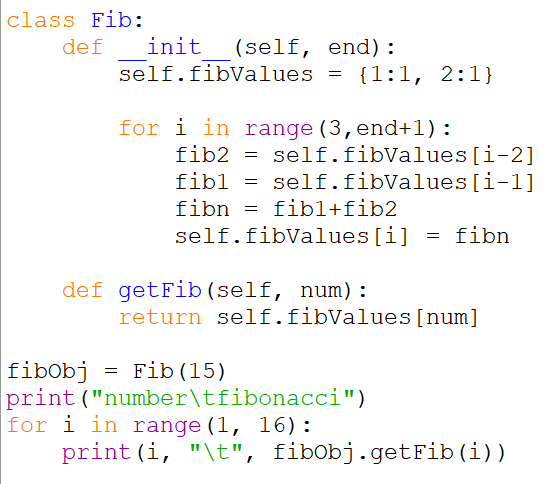 class Fib:
    def __init__(self, end):
        self.fibValues = {1:1, 2:1}

        for i in range(3,end+1):
            fib2 = self.fibValues[i-2]
            fib1 = self.fibValues[i-1]
            fibn = fib1+fib2
            self.fibValues[i] = fibn

    def getFib(self, num):
        return self.fibValues[num]

fibObj = Fib(15)
print("number\tfibonacci")
for i in range(1, 16):
    print(i, "\t", fibObj.getFib(i))